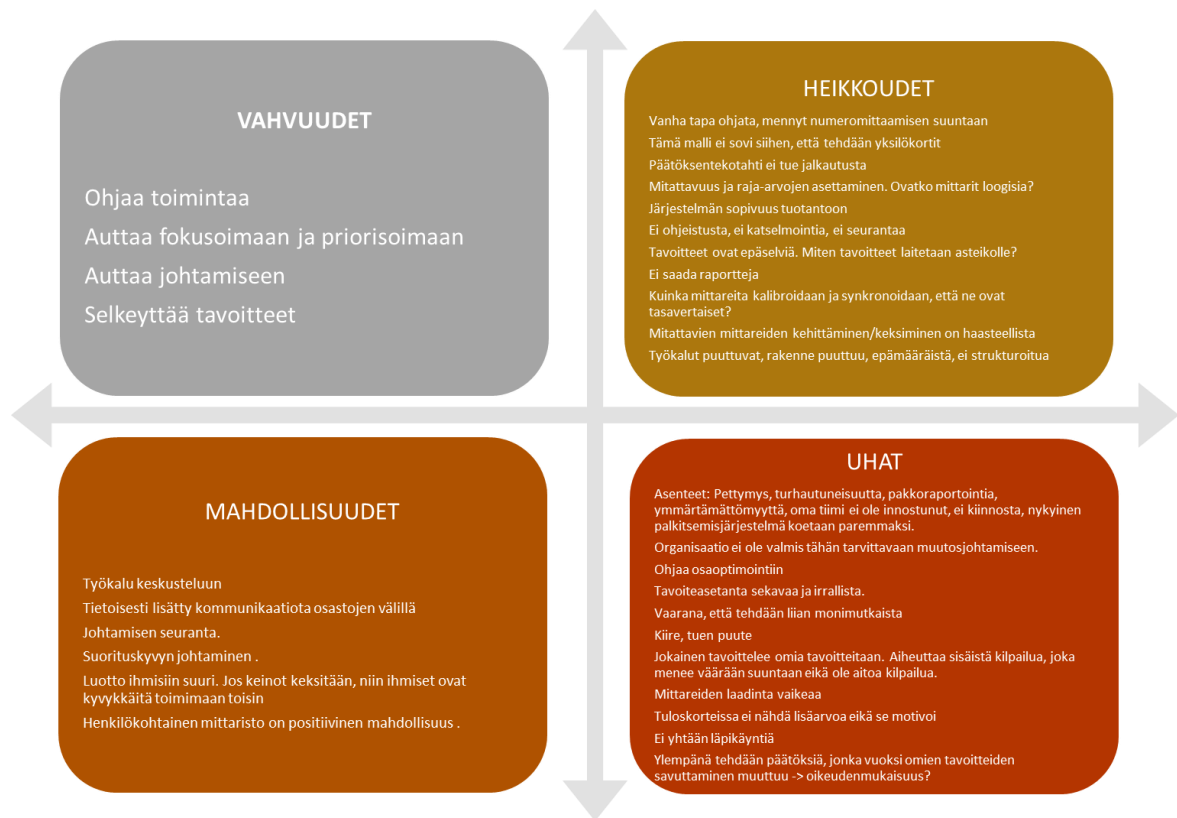 VAHVUUDET
Ohjaa toimintaa
Auttaa fokusoimaan ja priorisoimaan
Auttaa johtamiseen
Selkeyttää tavoitteet
HEIKKOUDET
Vanha tapa ohjata, mennyt numeromittaamisen suuntaan
Tämä malli ei sovi siihen, että tehdään yksilökortit
Päätöksentekotahti ei tue jalkautusta
Mitattavuus ja raja-arvojen asettaminen. Ovatko mittarit loogisia?
Järjestelmän sopivuus tuotantoon
Ei ohjeistusta, ei katselmointia, ei seurantaa
Tavoitteet ovat epäselviä. Miten tavoitteet laitetaan asteikolle?
Ei saada raportteja
Kuinka mittareita kalibroidaan ja synkronoidaan, että ne ovat
tasavertaiset?
Mitattavien mittareiden kehittäminen/keksiminen on haasteellista
Työkalut puuttuvat, rakenne puuttuu, epämääräistä, ei strukturoitua
MAHDOLLISUUDET
Työkalu keskusteluun
Tietoisesti lisätty kommunikaatiota osastojen välillä
Johtamisen seuranta.
Suorituskyvyn johtaminen .
Luotto ihmisiin suuri. Jos keinot keksitään, niin ihmiset ovat
kyvykkäitä toimimaan toisin
Henkilökohtainen mittaristo on positiivinen mahdollisuus .
UHAT
Asenteet: Pettymys, turhautuneisuutta, pakkoraportointia,
ymmärtämättömyyttä, oma tiimi ei ole innostunut, ei kiinnosta, nykyinen
palkitsemisjärjestelmä koetaan paremmaksi.
Organisaatio ei ole valmis tähän tarvittavaan muutosjohtamiseen.
Ohjaa osaoptimointiin
Tavoiteasetanta sekavaa ja irrallista.
Vaarana, että tehdään liian monimutkaista
Kiire, tuen puute
Jokainen tavoittelee omia tavoitteitaan. Aiheuttaa sisäistä kilpailua, joka
menee väärään suuntaan eikä ole aitoa kilpailua.
Mittareiden laadinta vaikeaa
Tuloskorteissa ei nähdä lisäarvoa eikä se motivoi
Ei yhtään läpikäyntiä
Ylempänä tehdään päätöksiä, jonka vuoksi omien tavoitteiden
savuttaminen muuttuu -> oikeudenmukaisuus?